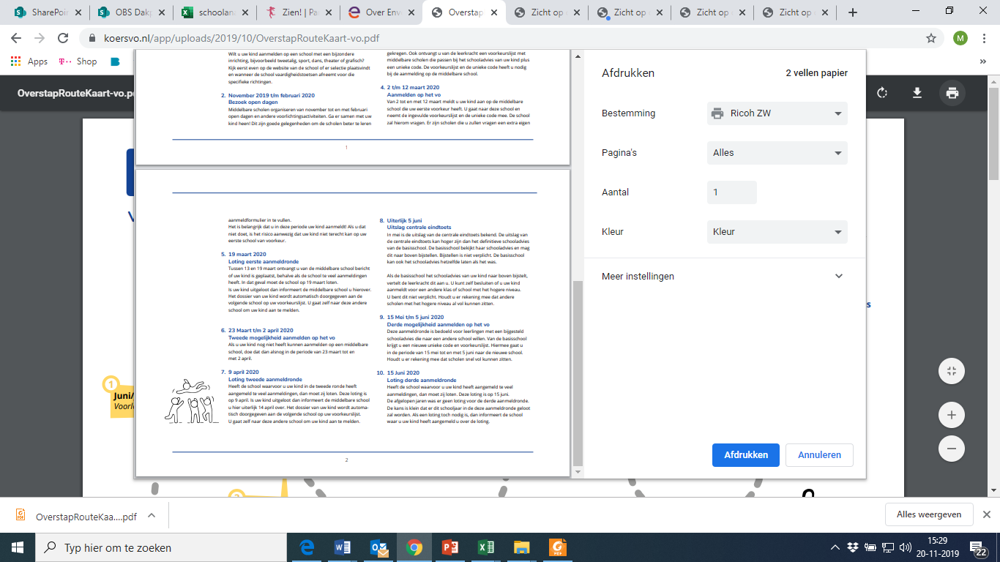 SharePoin
OBS Dakp
schoolana
Zien! | Pa
Over Env
Overstap
Zicht op
Zicht op
Zicht op
Zicht op
koersvo.nl/app/uploads/2019/10/OverstapRouteKaart-vo.pdf
M
Apps
T·· Shop
»
OverstapRouteKaart-vo.p
Wilt u uw kind aanmelden op een school met een bijzondere
inrichting, bijvoorbeeld tweetalig, sport, dans, theater of grafisch?
Kijk eerst even op de website van de school of er selectie plaatsvindt
en wanneer de school vaardigheidstoetsen afneemt voor die
specifieke richtingen.
2. November 2019 t/m februari 2020
Bezoek open dagen
Middelbare scholen organiseren van november tot en met februari
open dagen en andere voorlichtingsactiviteiten. Ga er samen met uw
kind heen! Dit zijn goede gelegenheden om de scholen beter te leren
gekregen. Ook ontvangt u van de leerkracht een voorkeurslijst met
middelbare scholen die passen bij het schooladvies van uw kind plus
een unieke code. De voorkeurslijst en de unieke code heeft u nodig
bij de aanmelding op de middelbare school.
4. 2 t/m 12 maart 2020
Aanmelden op het vo
Van 2 tot en met 12 maart meldt u uw kind aan op de middelbare
school die uw eerste voorkeur heeft. U gaat naar deze school en
neemt de ingevulde voorkeurslijst en de unieke code mee. De school
zal hierom vragen. Er zijn scholen die u zullen vragen een extra eigen
1
aanmeldformulier in te vullen.
Het is belangrijk dat u in deze periode uw kind aanmeldt! Als u dat
niet doet, is het risico aanwezig dat uw kind niet terecht kan op uw
eerste school van voorkeur.
5. 19 maart 2020
Loting eerste aanmeldronde
Tussen 13 en 19 maart ontvangt u van de middelbare school bericht
of uw kind is geplaatst, behalve als de school te veel aanmeldingen
heeft. In dat geval moet de school op 19 maart loten.
Is uw kind uitgeloot dan informeert de middelbare school u hierover.
Het dossier van uw kind wordt automatisch doorgegeven aan de
volgende school op uw voorkeurslijst. U gaat zelf naar deze andere
school om uw kind aan te melden.
6. 23 Maart t/m 2 april 2020
Tweede mogelijkheid aanmelden op het vo
Als u uw kind nog niet heeft kunnen aanmelden op een middelbare
school, doe dat dan alsnog in de periode van 23 maart tot en
met 2 april.
7. 9 april 2020
Loting tweede aanmeldronde
Heeft de school waarvoor u uw kind in de tweede ronde heeft
aangemeld te veel aanmeldingen, dan moet zij loten. Deze loting is
op 9 april. Is uw kind uitgeloot dan informeert de middelbare school
u hier uiterlijk 14 april over. Het dossier van uw kind wordt automa-
tisch doorgegeven aan de volgende school op uw voorkeurslijst.
U gaat zelf naar deze andere school om uw kind aan te melden.
8. Uiterlijk 5 juni
Uitslag centrale eindtoets
In mei is de uitslag van de centrale eindtoets bekend. De uitslag van
de centrale eindtoets kan hoger zijn dan het definitieve schooladvies
van de basisschool. De basisschool bekijkt haar schooladvies en mag
dit naar boven bijstellen. Bijstellen is niet verplicht. De basisschool
kan ook het schooladvies hetzelfde laten als het was.
Als de basisschool het schooladvies van uw kind naar boven bijstelt,
vertelt de leerkracht dit aan u. U kunt zelf besluiten of u uw kind
aanmeldt voor een andere klas of school met het hogere niveau.
U bent dit niet verplicht. Houdt u er rekening mee dat andere
scholen met het hogere niveau al vol kunnen zitten.
9. 15 Mei t/m 5 juni 2020
Derde mogelijkheid aanmelden op het vo
Deze aanmeldronde is bedoeld voor leerlingen met een bijgesteld
schooladvies die naar een andere school willen. Van de basisschool
krijgt u een nieuwe unieke code en voorkeurslijst. Hiermee gaat u
in de periode van 15 mei tot en met 5 juni naar de nieuwe school.
Houdt u er rekening mee dat scholen snel vol kunnen zitten.
10. 15 Juni 2020
Loting derde aanmeldronde
Heeft de school waarvoor u uw kind heeft aangemeld te veel
aanmeldingen, dan moet zij loten. Deze loting is op 15 juni.
De afgelopen jaren was er geen loting voor de derde aanmeldronde.
De kans is klein dat er dit schooljaar in de deze aanmeldronde geloot
zal worden. Als een loting toch nodig is, dan informeert de school
waar u uw kind heeft aangemeld u over de loting.
2
Afdrukken
2 vellen papier
Bestemming
Ricoh ZW
Pagina's
Alles
Aantal
1
Kleur
Kleur
Meer instellingen
Afdrukken
Annuleren
V
s
1
Juni/
Voorl
OverstapRouteKaa....pdf
Alles weergeven
Typ hier om te zoeken
15:29
20-11-2019
22